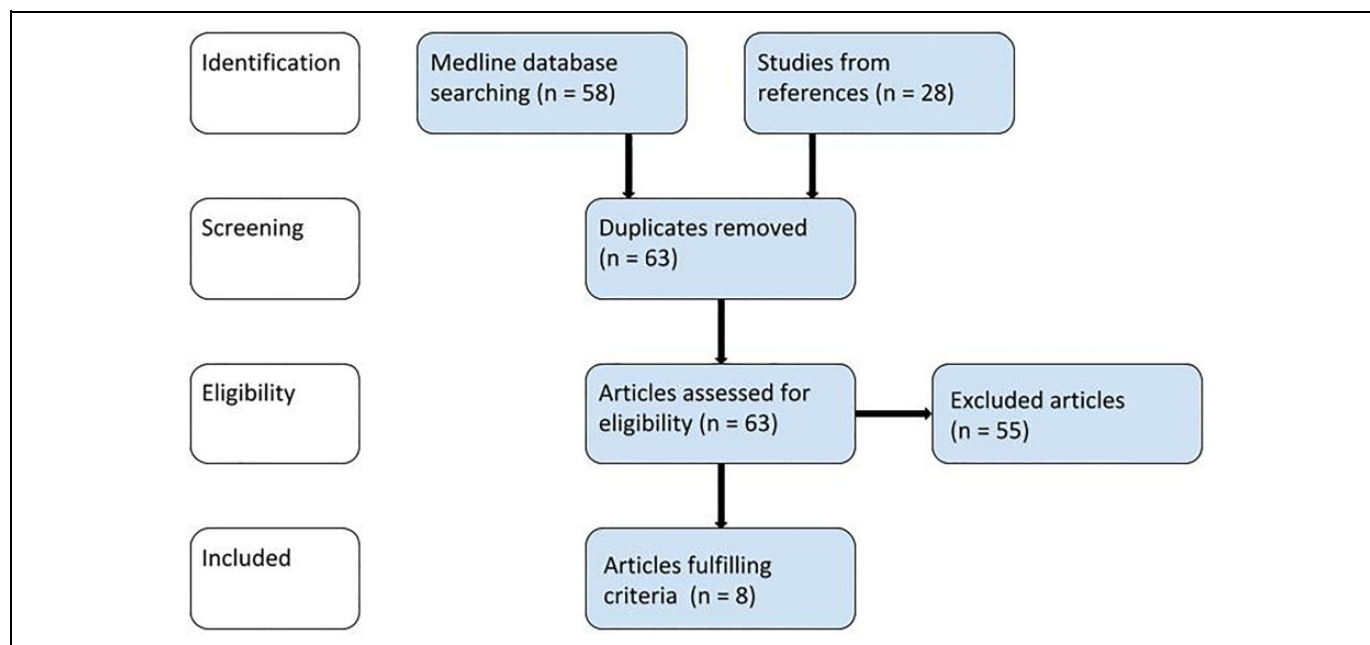 Identification
Medline database
searching (n = 58)
Studies from
references (n = 28)
Screening
Duplicates removed
(n = 63)
Eligibility
Articles assessed for
eligibility (n = 63)
Excluded articles
(n = 55)
Included
Articles fulfilling
criteria (n = 8)